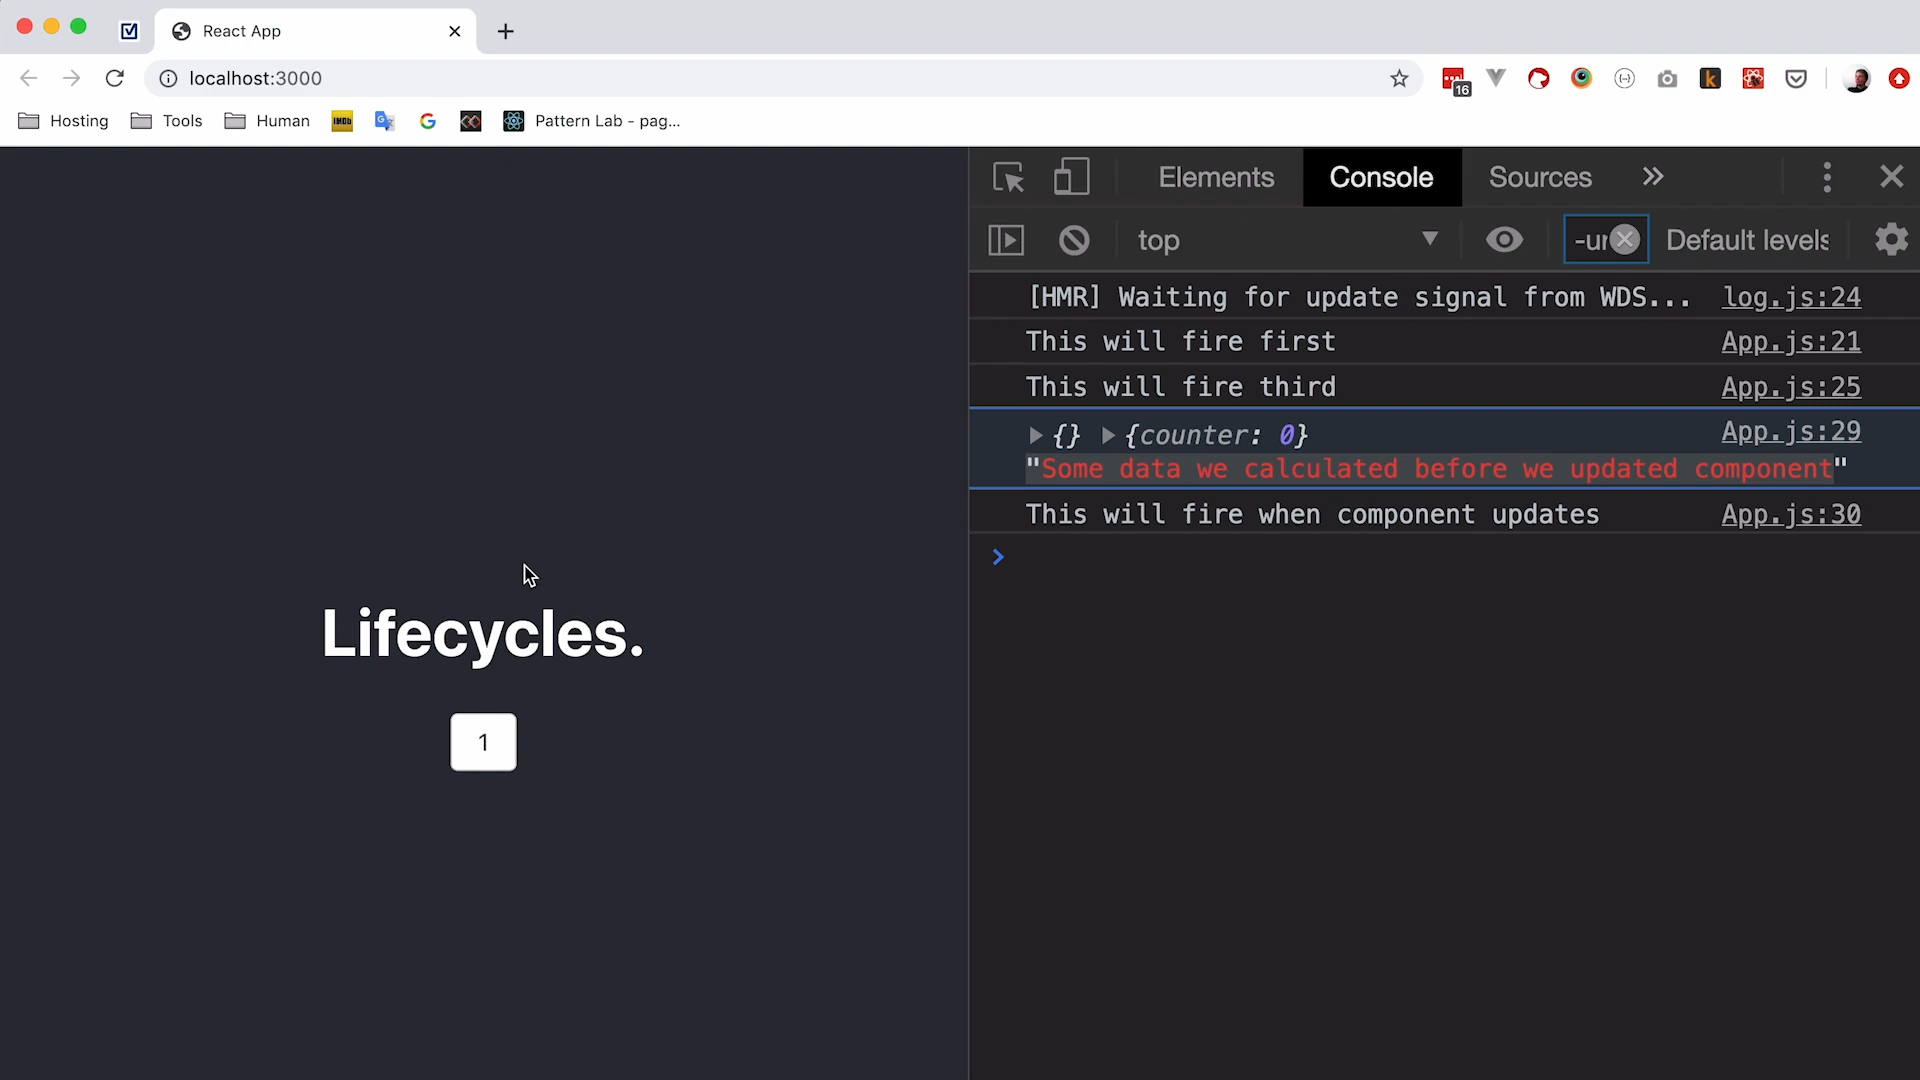 React App
localhost:3000
16
k
Hosting
Tools
Human
IMDb
G
Pattern Lab - pag...
Elements
Console
Sources
top
-un
Default levels
[HMR] Waiting for update signal from WDS... log.js:24
This will fire first App.js:21
This will fire third App.js:25
{} {counter: 0} App.js:29
"Some data we calculated before we updated component"
This will fire when component updates App.js:30
Lifecycles.
1